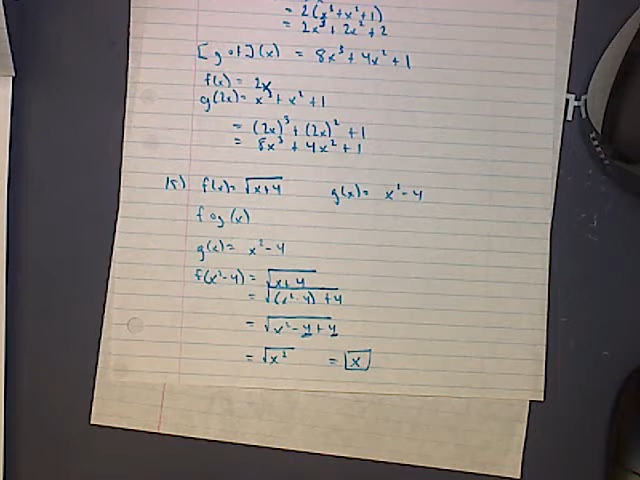 = 2(x³+x²+1)
= 2x³ + 2x² + 2
[g o f](x) = 8x³ + 4x² + 1
f(x) = 2x
g(2x) = x³ + x² + 1
= (2x)³ + (2x)² + 1
= 8x³ + 4x² + 1
15) f(x) = √x+4 g(x) = x² - 4
f o g(x)
g(x) = x² - 4
f(x²-4) = √x+4
= √(x²-4) + 4
= √x² - 4 + 4
= √x² = x